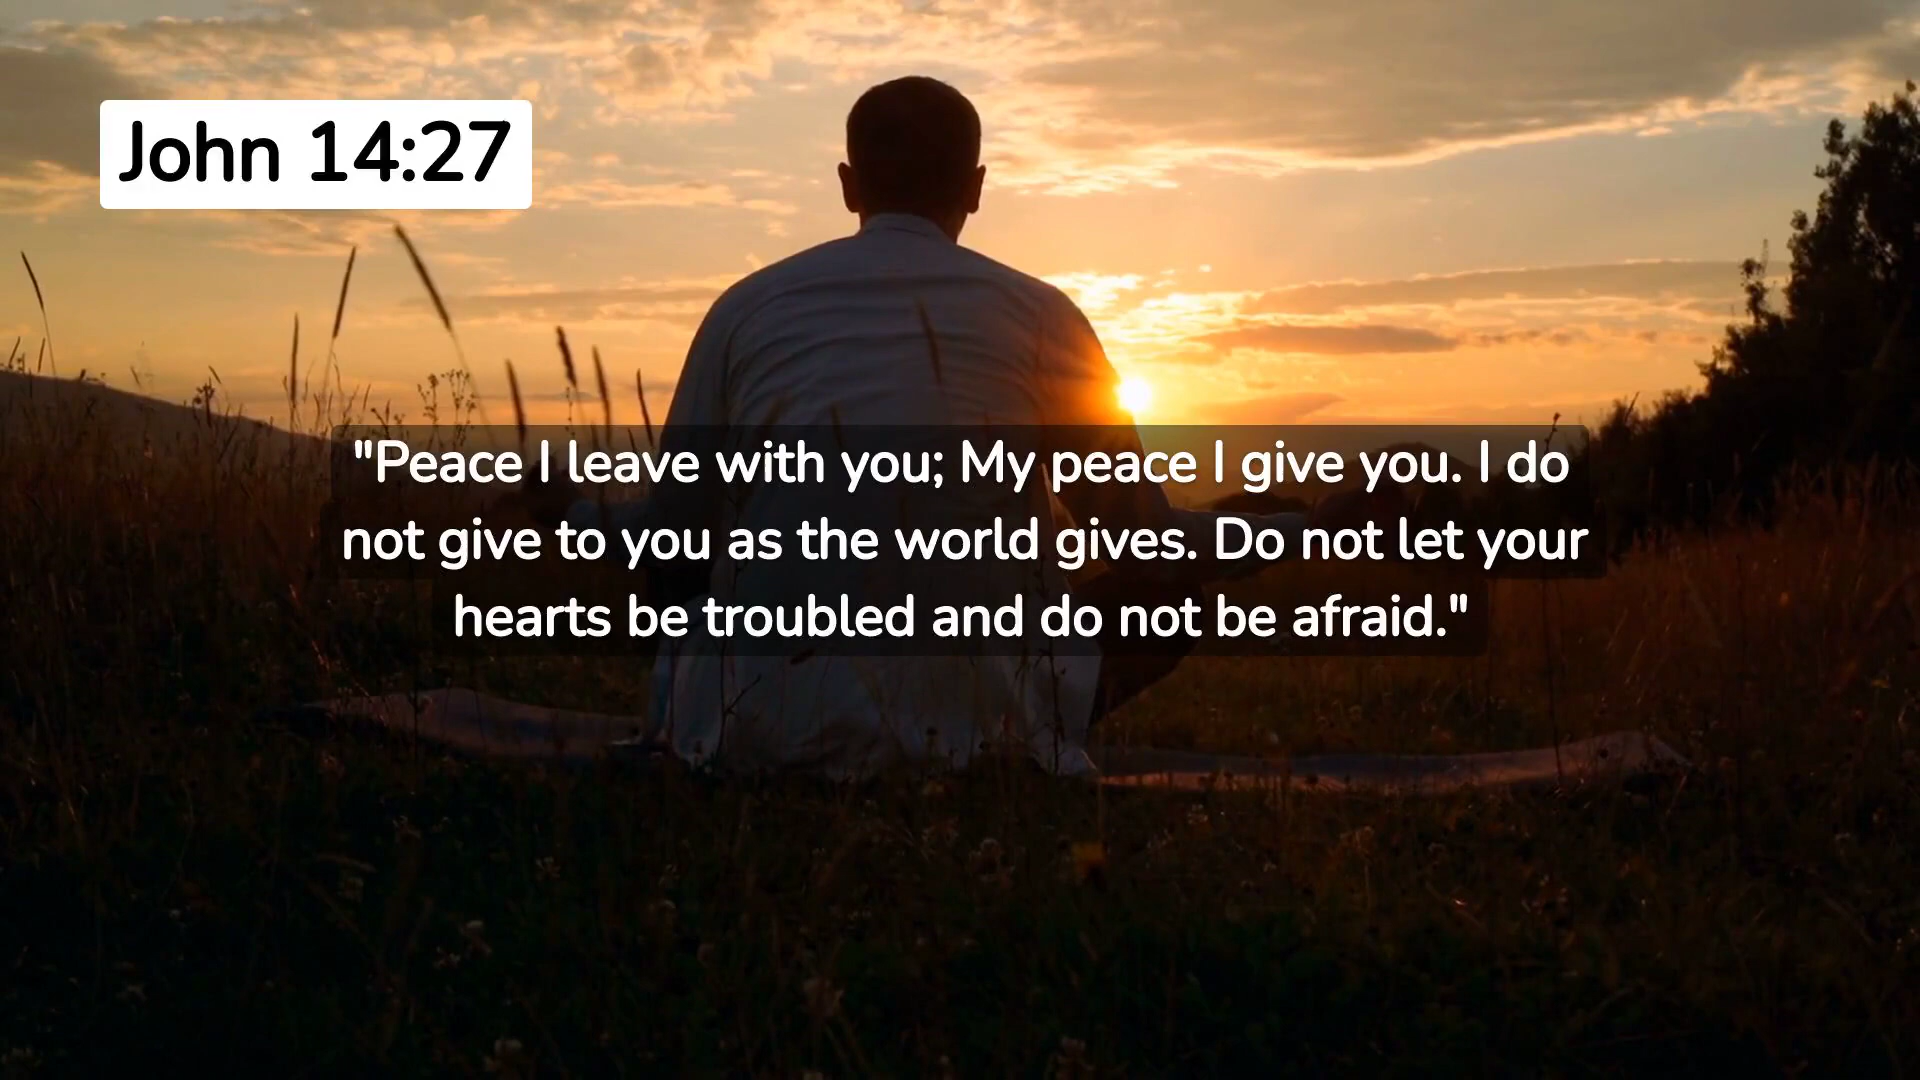 John 14:27
"Peace I leave with you; My peace I give you. I do
not give to you as the world gives. Do not let your
hearts be troubled and do not be afraid."